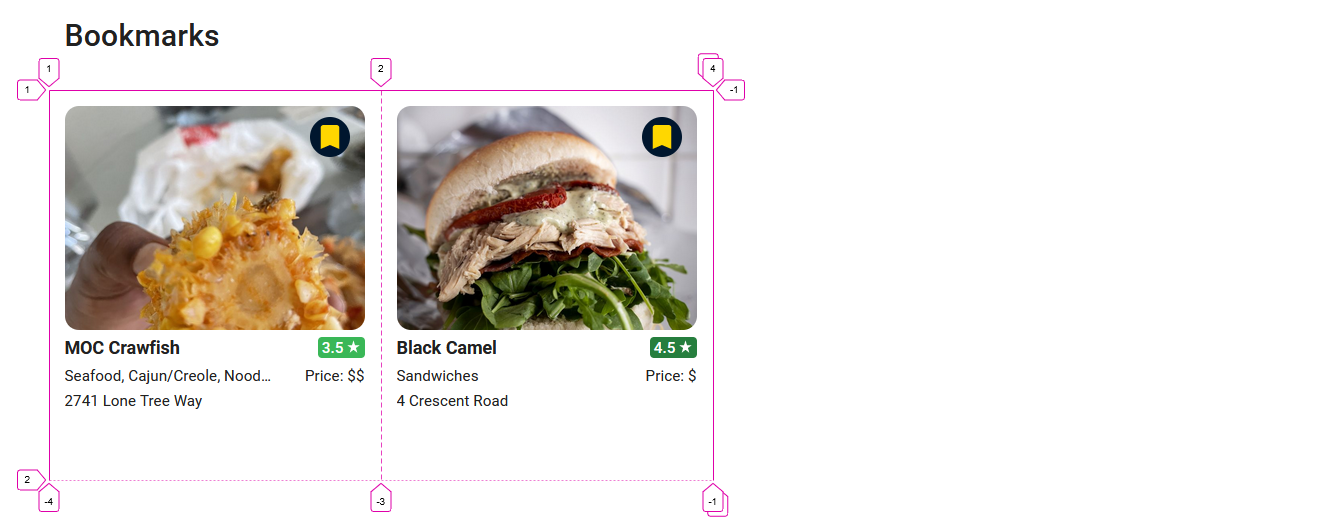 Bookmarks
1 2 4
1 -1
MOC Crawfish 3.5 ★ Black Camel 4.5 ★
Seafood, Cajun/Creole, Nood... Price: $$ Sandwiches Price: $
2741 Lone Tree Way 4 Crescent Road
2
-4 -3 -1